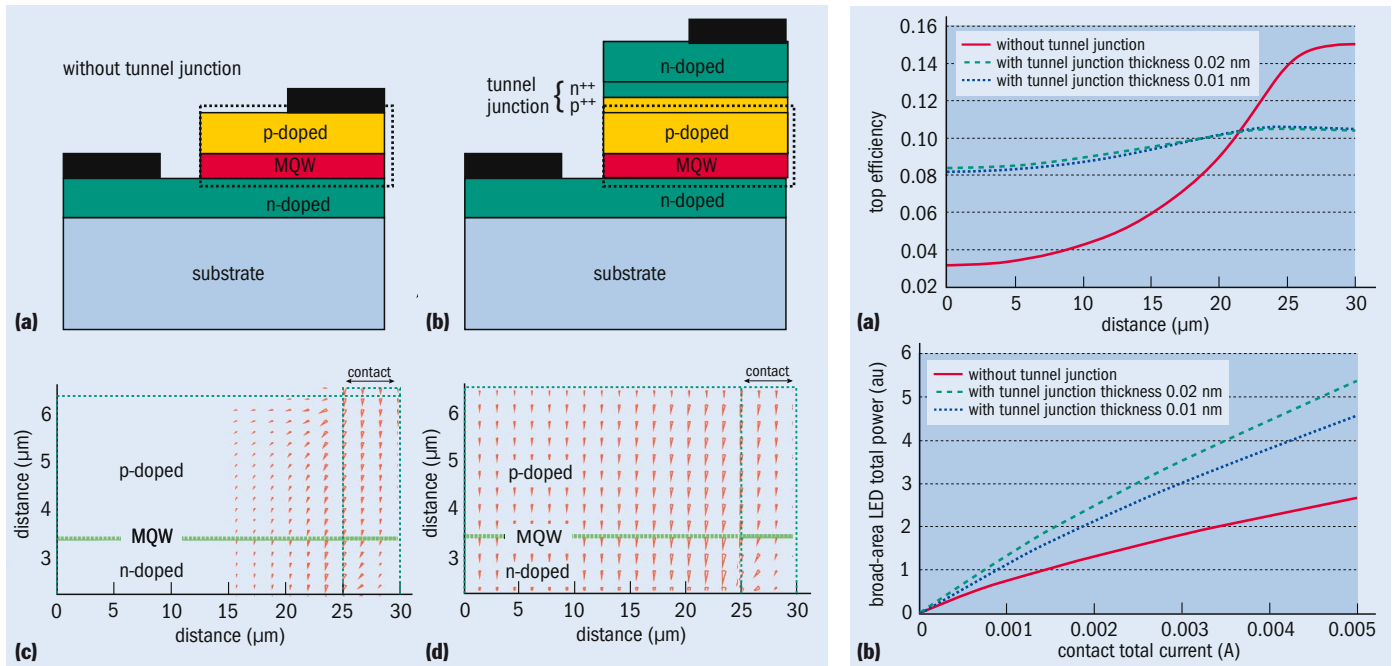 without tunnel junction
p-doped
MQW
n-doped
substrate
(a)
tunnel
junction
{
n++
p++
n-doped
p-doped
MQW
n-doped
substrate
(b)
contact
distance (µm)
6
5
4
3
p-doped
MQW
n-doped
0 5 10 15 20 25 30
distance (µm)
(c)
contact
distance (µm)
6
5
4
3
p-doped
MQW
n-doped
0 5 10 15 20 25 30
distance (µm)
(d)
top efficiency
0.16
0.14
0.12
0.10
0.08
0.06
0.04
0.02
without tunnel junction
with tunnel junction thickness 0.02 nm
with tunnel junction thickness 0.01 nm
0 5 10 15 20 25 30
distance (µm)
(a)
broad-area LED total power (au)
6
5
4
3
2
1
0
without tunnel junction
with tunnel junction thickness 0.02 nm
with tunnel junction thickness 0.01 nm
0 0.001 0.002 0.003 0.004 0.005
contact total current (A)
(b)